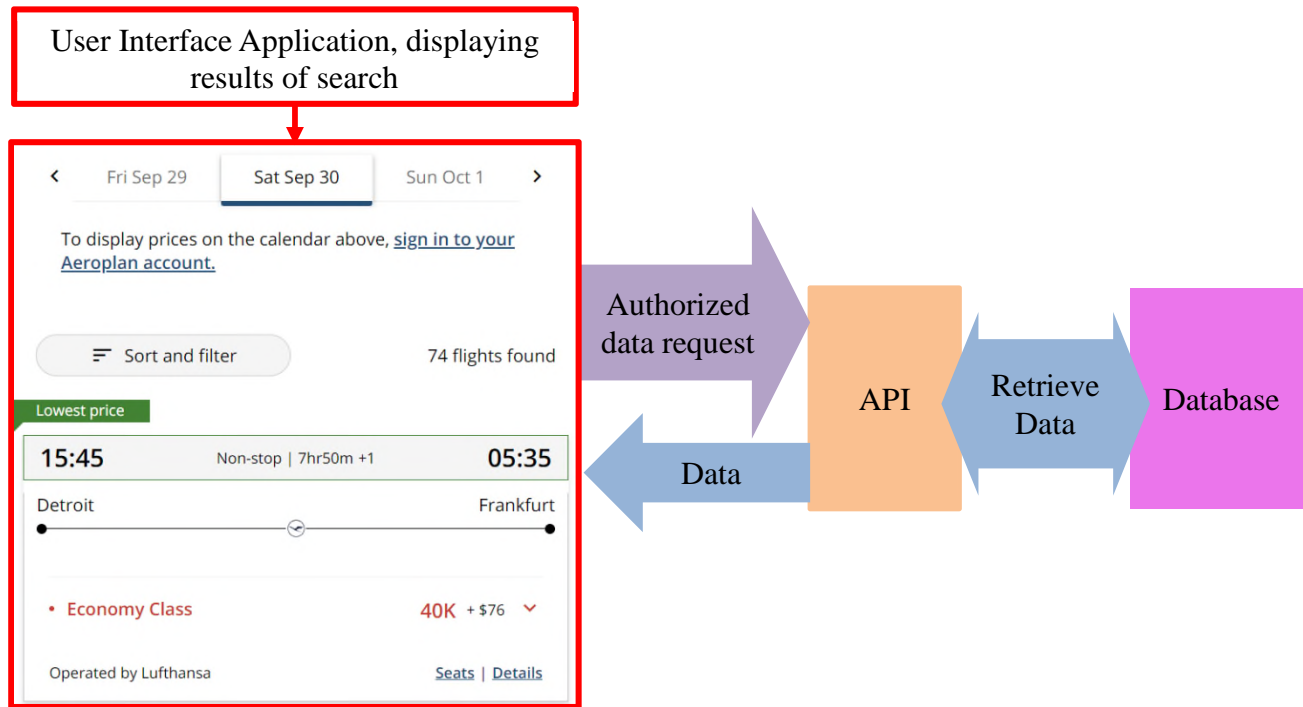 User Interface Application, displaying
results of search
Fri Sep 29
Sat Sep 30
Sun Oct 1
To display prices on the calendar above, sign in to your
Aeroplan account.
Sort and filter
74 flights found
Lowest price
15:45
Non-stop | 7hr50m +1
05:35
Detroit
Frankfurt
• Economy Class
40K + $76
Operated by Lufthansa
Seats | Details
Authorized
data request
Data
API
Retrieve
Data
Database